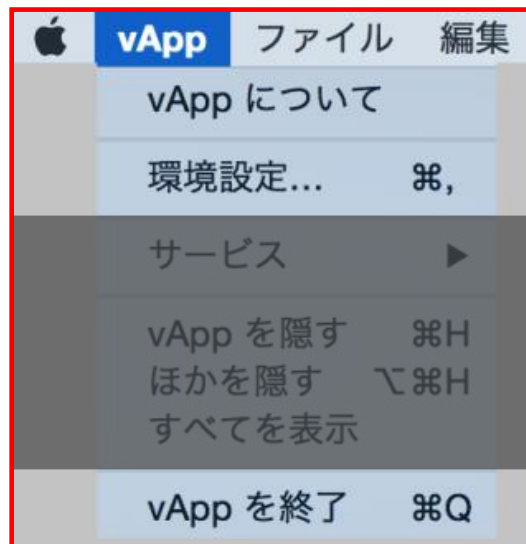 vApp ファイル 編集
vApp について
環境設定... ⌘,
サービス ▶
vApp を隠す ⌘H
ほかを隠す ⌥⌘H
すべてを表示
vApp を終了 ⌘Q